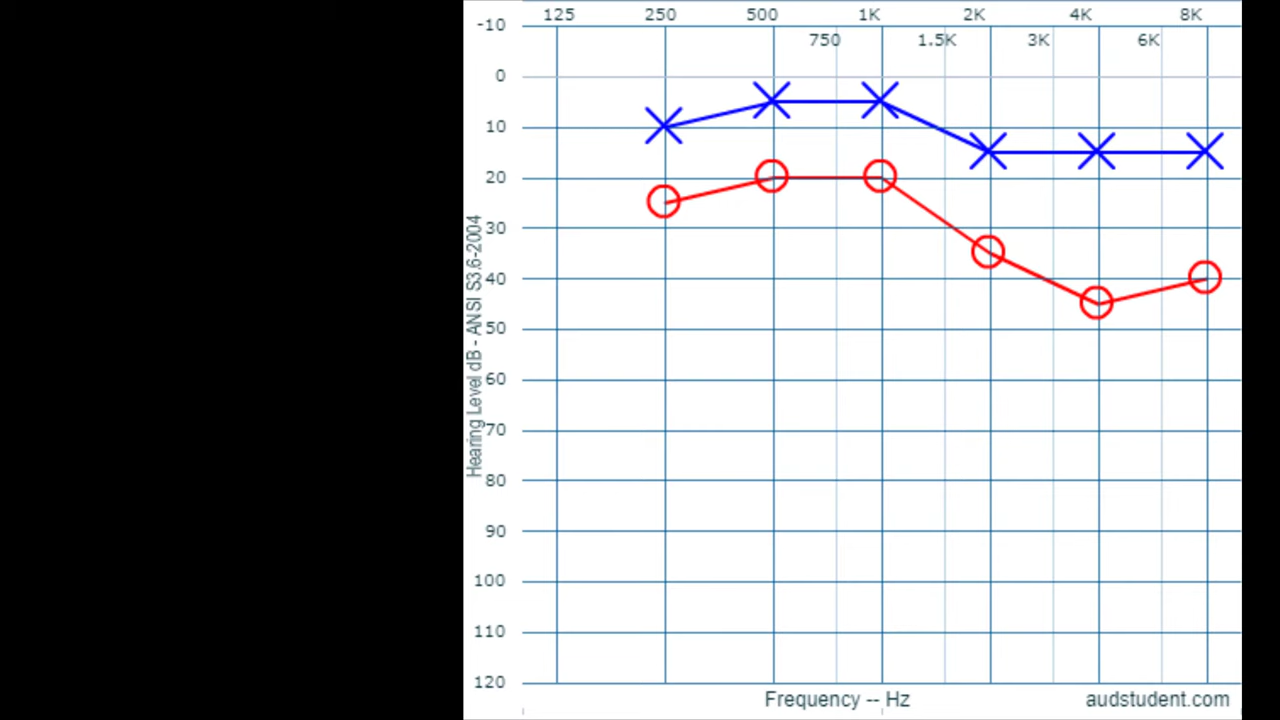 125 250 500 1K 2K 4K 8K
750 1.5K 3K 6K
-10
0
10
20
30
40
50
60
70
80
90
100
110
120
Hearing Level dB - ANSI S3.6-2004
Frequency -- Hz
audstudent.com